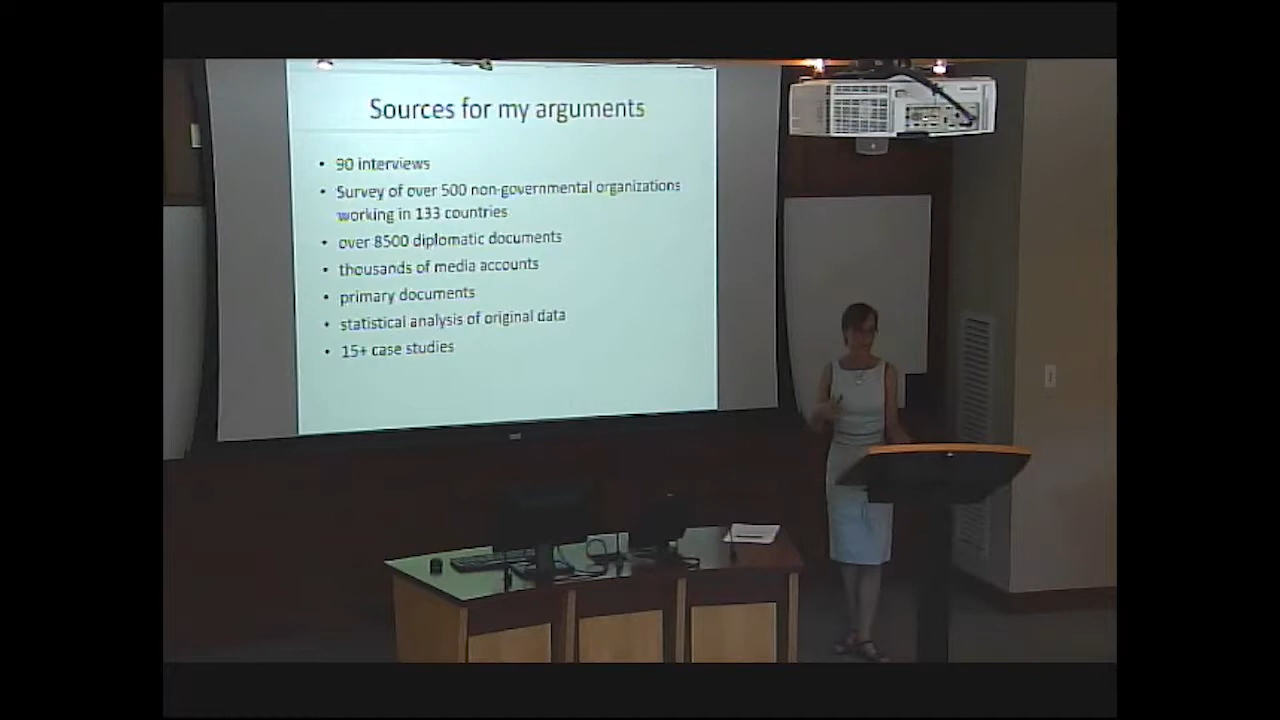 Sources for my arguments
• 90 interviews
• Survey of over 500 non-governmental organizations
working in 133 countries
• over 8500 diplomatic documents
• thousands of media accounts
• primary documents
• statistical analysis of original data
• 15+ case studies